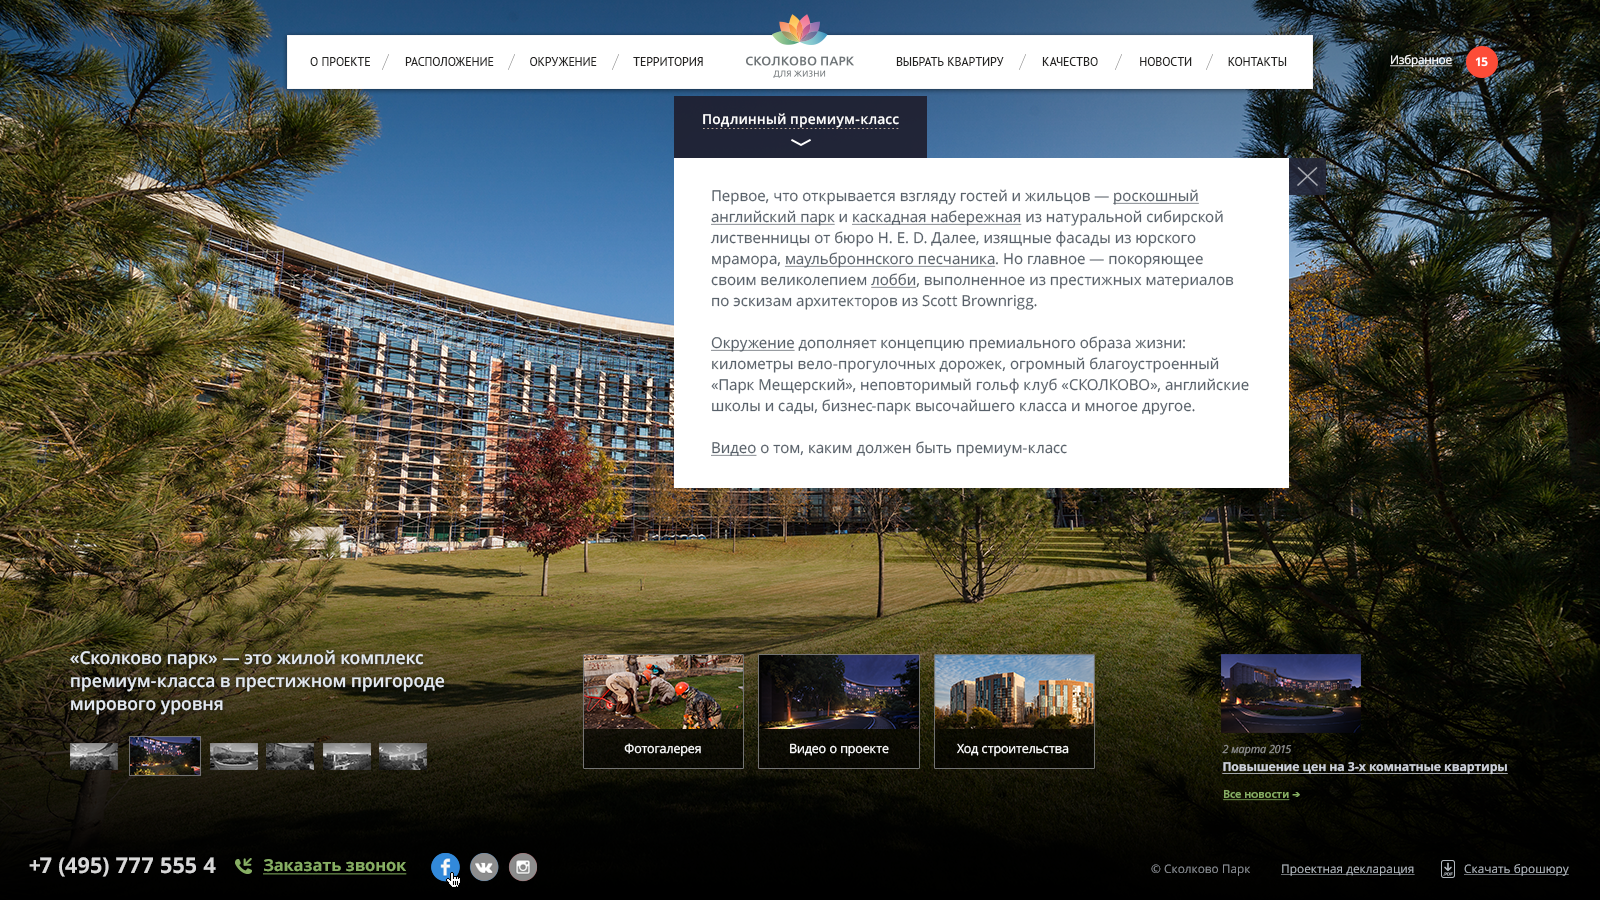 О ПРОЕКТЕ / РАСПОЛОЖЕНИЕ / ОКРУЖЕНИЕ / ТЕРРИТОРИЯ
СКОЛКОВО ПАРК
ДЛЯ ЖИЗНИ
ВЫБРАТЬ КВАРТИРУ / КАЧЕСТВО / НОВОСТИ / КОНТАКТЫ
Избранное 15
Подлинный премиум-класс
Первое, что открывается взгляду гостей и жильцов — роскошный
английский парк и каскадная набережная из натуральной сибирской
лиственницы от бюро H. E. D. Далее, изящные фасады из юрского
мрамора, маульброннского песчаника. Но главное — покоряющее
своим великолепием лобби, выполненное из престижных материалов
по эскизам архитекторов из Scott Brownrigg.
Окружение дополняет концепцию премиального образа жизни:
километры вело-прогулочных дорожек, огромный благоустроенный
«Парк Мещерский», неповторимый гольф клуб «СКОЛКОВО», английские
школы и сады, бизнес-парк высочайшего класса и многое другое.
Видео о том, каким должен быть премиум-класс
«Сколково парк» — это жилой комплекс
премиум-класса в престижном пригороде
мирового уровня
Фотогалерея
Видео о проекте
Ход строительства
2 марта 2015
Повышение цен на 3-х комнатные квартиры
Все новости ➔
+7 (495) 777 555 4
Заказать звонок
© Сколково Парк
Проектная декларация
PDF
Скачать брошюру